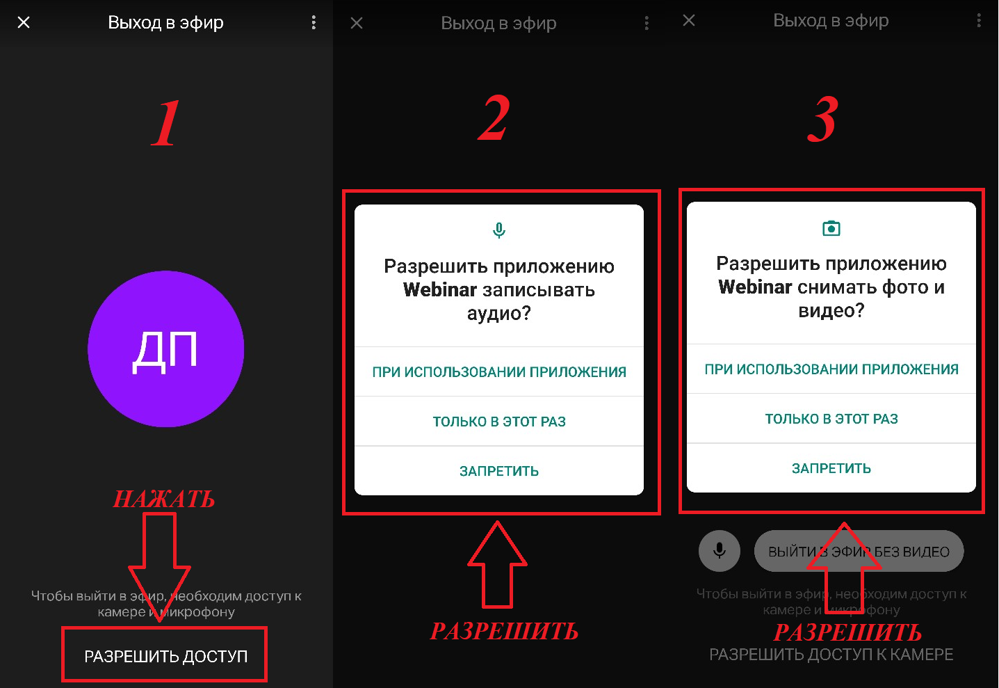 Выход в эфир
1
ДП
НАЖАТЬ
Чтобы выйти в эфир, необходим доступ к
камере и микрофону
РАЗРЕШИТЬ ДОСТУП
Выход в эфир
2
Разрешить приложению
Webinar записывать
аудио?
ПРИ ИСПОЛЬЗОВАНИИ ПРИЛОЖЕНИЯ
ТОЛЬКО В ЭТОТ РАЗ
ЗАПРЕТИТЬ
РАЗРЕШИТЬ
Выход в эфир
3
Разрешить приложению
Webinar снимать фото и
видео?
ПРИ ИСПОЛЬЗОВАНИИ ПРИЛОЖЕНИЯ
ТОЛЬКО В ЭТОТ РАЗ
ЗАПРЕТИТЬ
ВЫЙТИ В ЭФИР БЕЗ ВИДЕО
Чтобы выйти в эфир, необходим доступ к
камере и микрофону
РАЗРЕШИТЬ
РАЗРЕШИТЬ ДОСТУП К КАМЕРЕ